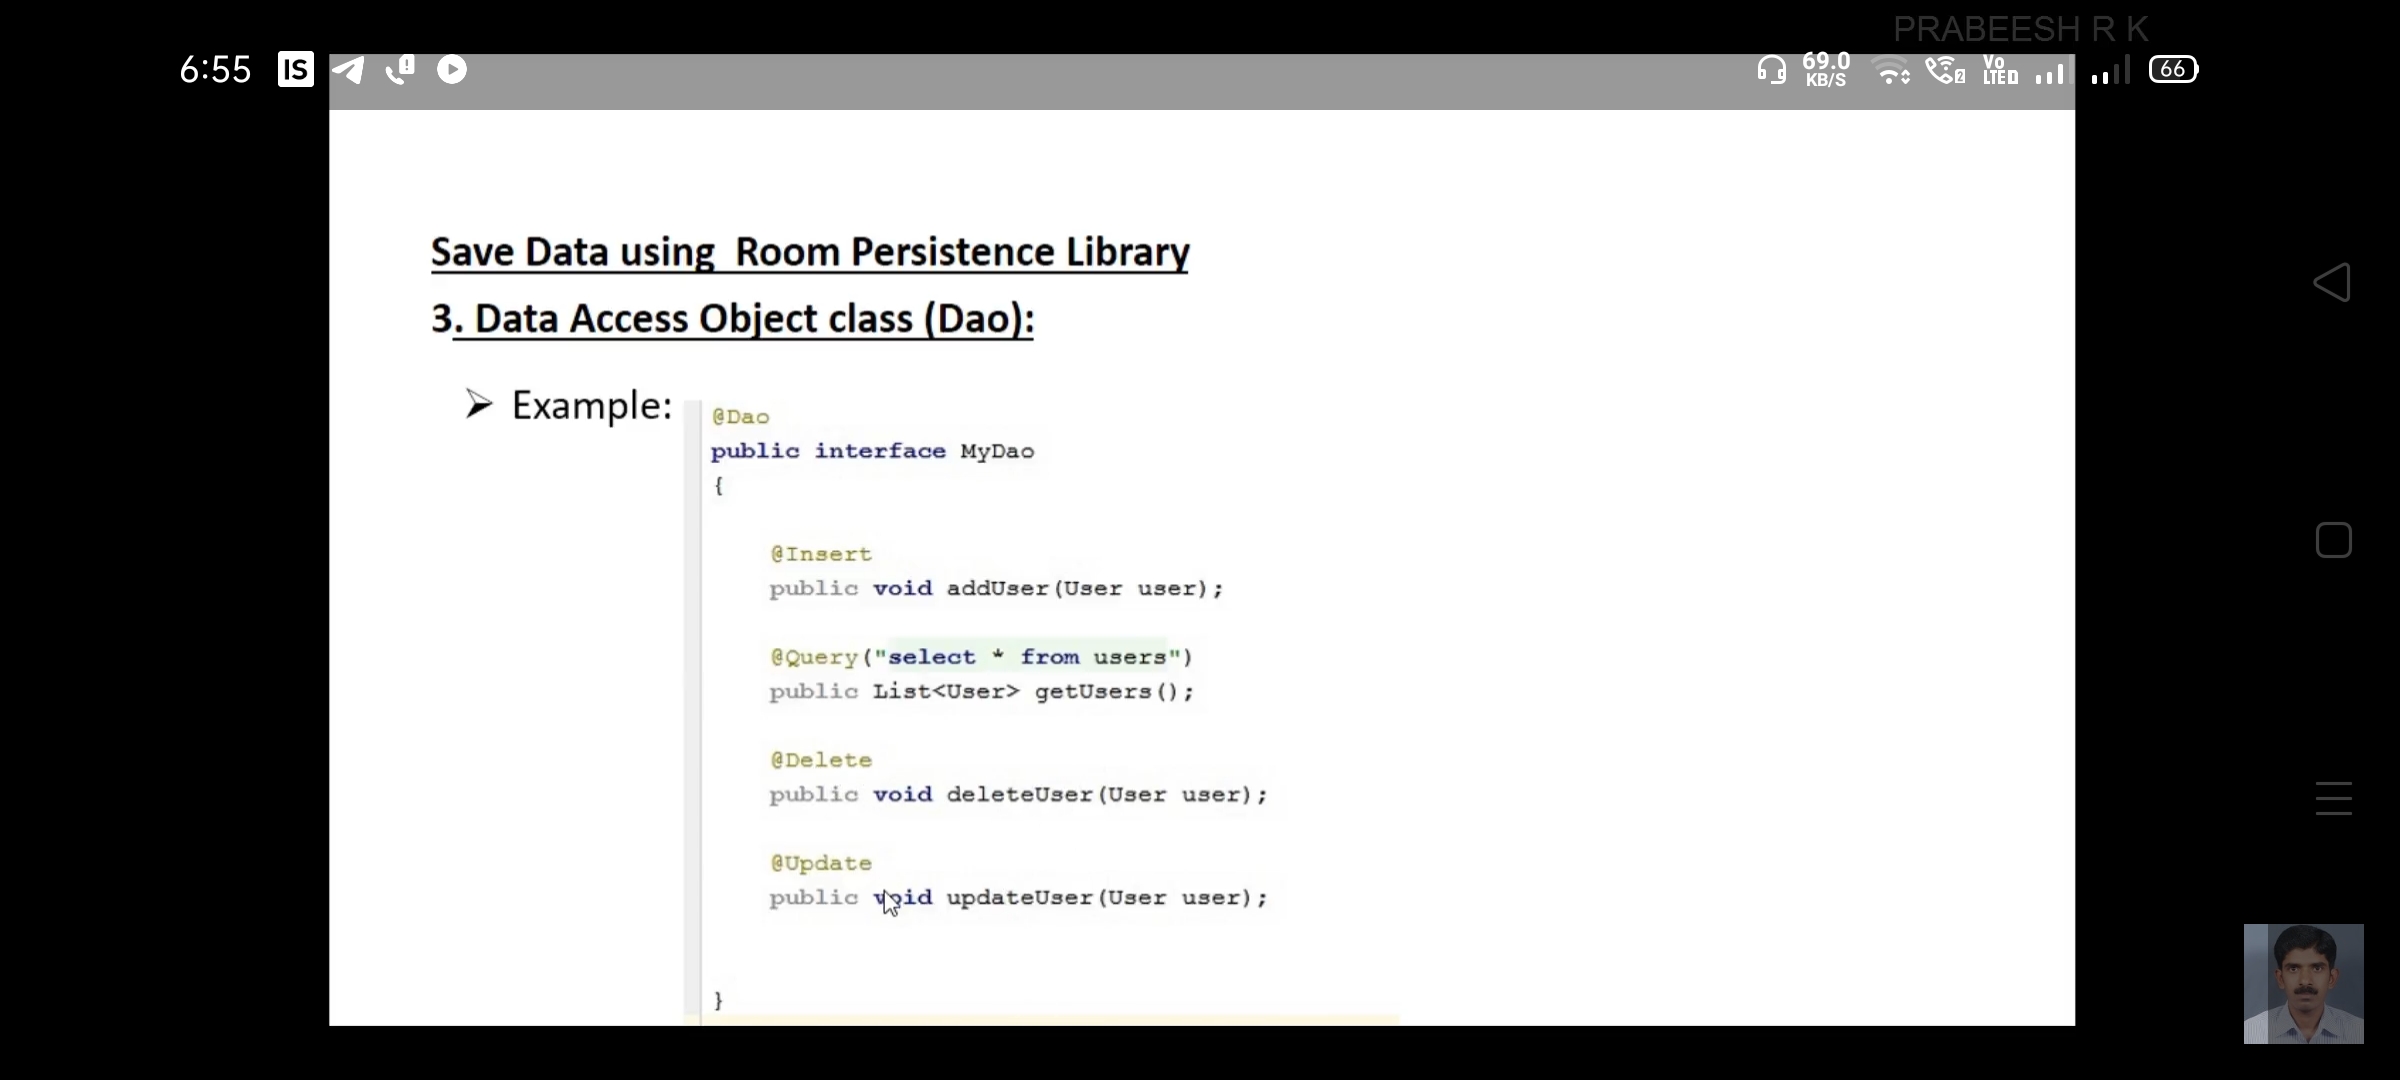 PRABEESH R K
6:55 IS 69.0 KB/S Vo LTE D 66
Save Data using  Room Persistence Library
3. Data Access Object class (Dao):
➢ Example:
@Dao
public interface MyDao
{
@Insert
public void addUser(User user);
@Query("select * from users")
public List<User> getUsers();
@Delete
public void deleteUser(User user);
@Update
public void updateUser(User user);
}